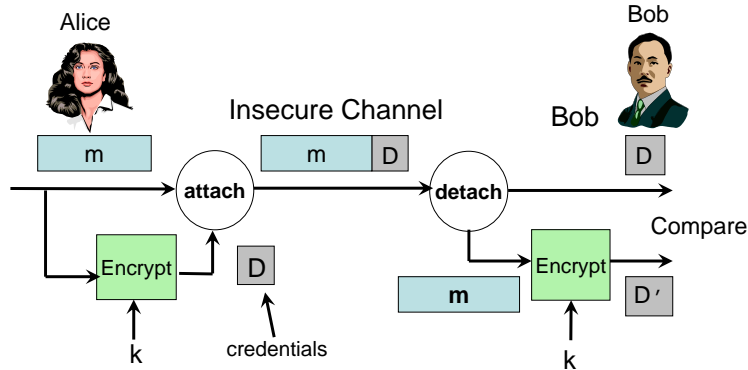 Alice
Bob
Insecure Channel
Bob
m
m
D
D
attach
detach
Compare
Encrypt
D
Encrypt
m
D'
k
credentials
k